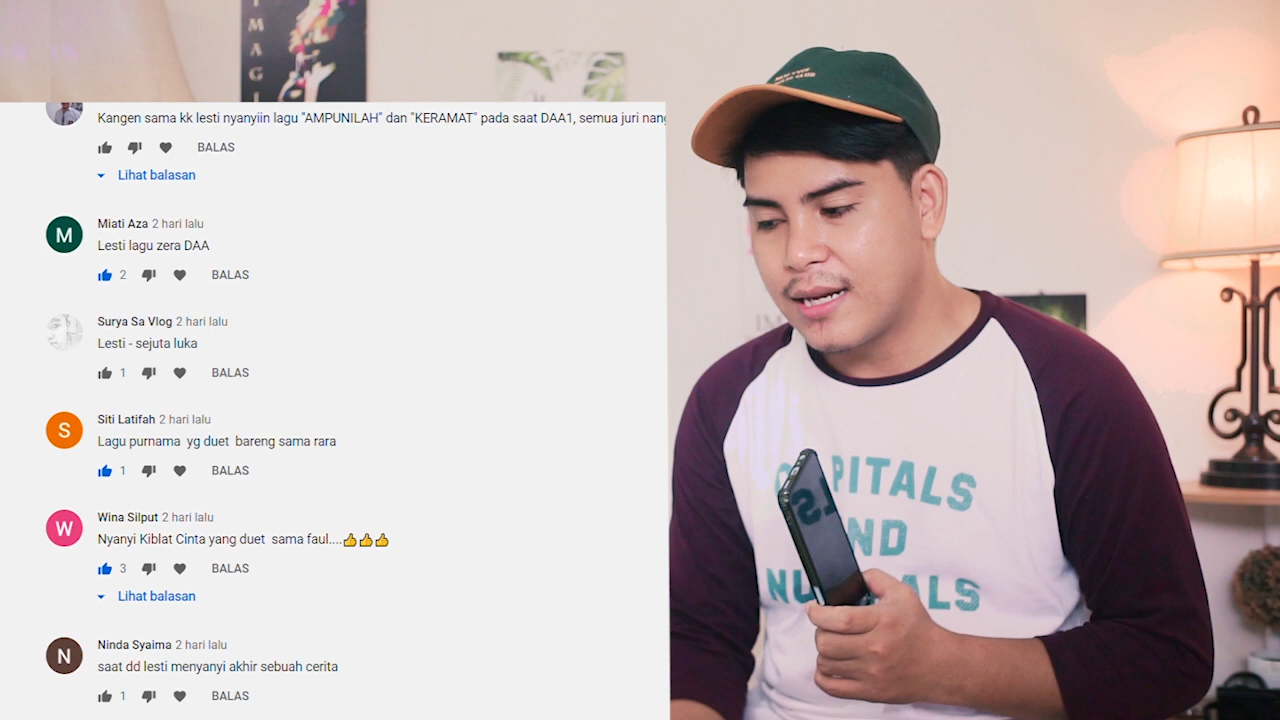 IMAGI
Kangen sama kk lesti nyanyiin lagu "AMPUNILAH" dan "KERAMAT" pada saat DAA1, semua juri nang
BALAS
Lihat balasan
M
Miati Aza 2 hari lalu
Lesti lagu zera DAA
2 BALAS
Surya Sa Vlog 2 hari lalu
Lesti - sejuta luka
1 BALAS
S
Siti Latifah 2 hari lalu
Lagu purnama yg duet bareng sama rara
1 BALAS
W
Wina Silput 2 hari lalu
Nyanyi Kiblat Cinta yang duet sama faul....👍👍👍
3 BALAS
Lihat balasan
N
Ninda Syaima 2 hari lalu
saat dd lesti menyanyi akhir sebuah cerita
1 BALAS
PITALS
ND
ALS